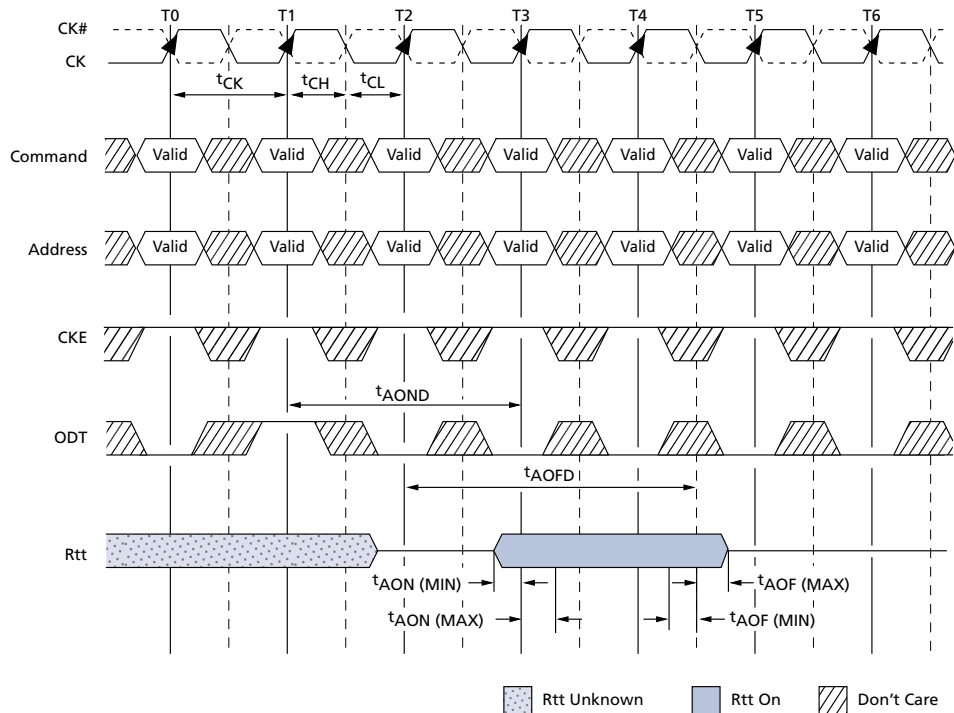 T0 T1 T2 T3 T4 T5 T6
CK#
CK
tCK tCH tCL
Command Valid Valid Valid Valid Valid Valid Valid
Address Valid Valid Valid Valid Valid Valid Valid
CKE
tAOND
ODT
tAOFD
Rtt
tAON (MIN) tAOF (MAX)
tAON (MAX) tAOF (MIN)
Rtt Unknown Rtt On Don't Care